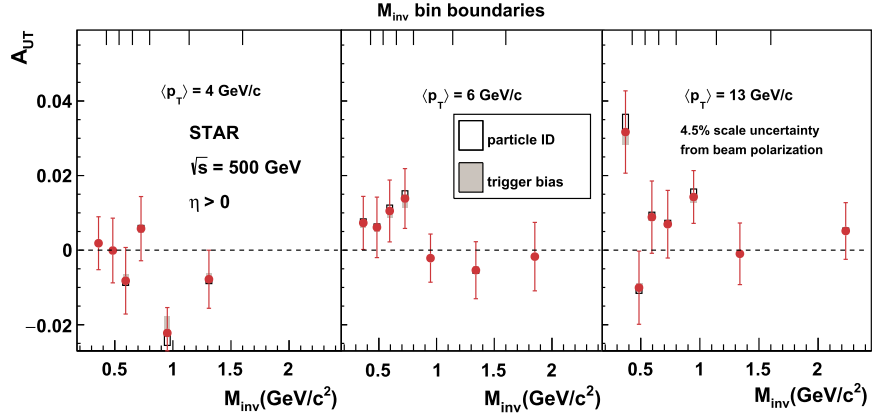 M_inv bin boundaries
A_UT
⟨p_T⟩ = 4 GeV/c
STAR
√s = 500 GeV
η > 0
⟨p_T⟩ = 6 GeV/c
particle ID
trigger bias
⟨p_T⟩ = 13 GeV/c
4.5% scale uncertainty
from beam polarization
0.04
0.02
0
−0.02
0.5 1 1.5 2
0.5 1 1.5 2
0.5 1 1.5 2
M_inv(GeV/c²)
M_inv(GeV/c²)
M_inv(GeV/c²)